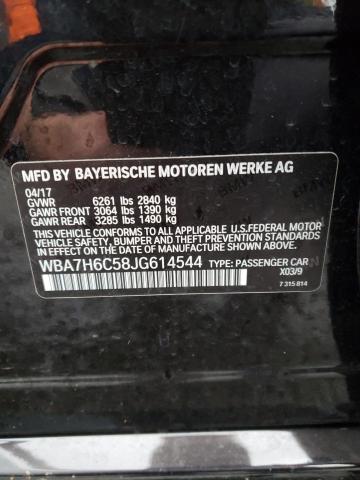 MFD BY BAYERISCHE MOTOREN WERKE AG
04/17
GVWR 6261 lbs 2840 kg
GAWR FRONT 3064 lbs 1390 kg
GAWR REAR 3285 lbs 1490 kg
THIS VEHICLE CONFORMS TO ALL APPLICABLE U.S.FEDERAL MOTOR
VEHICLE SAFETY, BUMPER, AND THEFT PREVENTION STANDARDS
IN EFFECT ON THE DATE OF MANUFACTURE SHOWN ABOVE.
WBA7H6C58JG614544 TYPE: PASSENGER CAR
X03/9
7 315 814